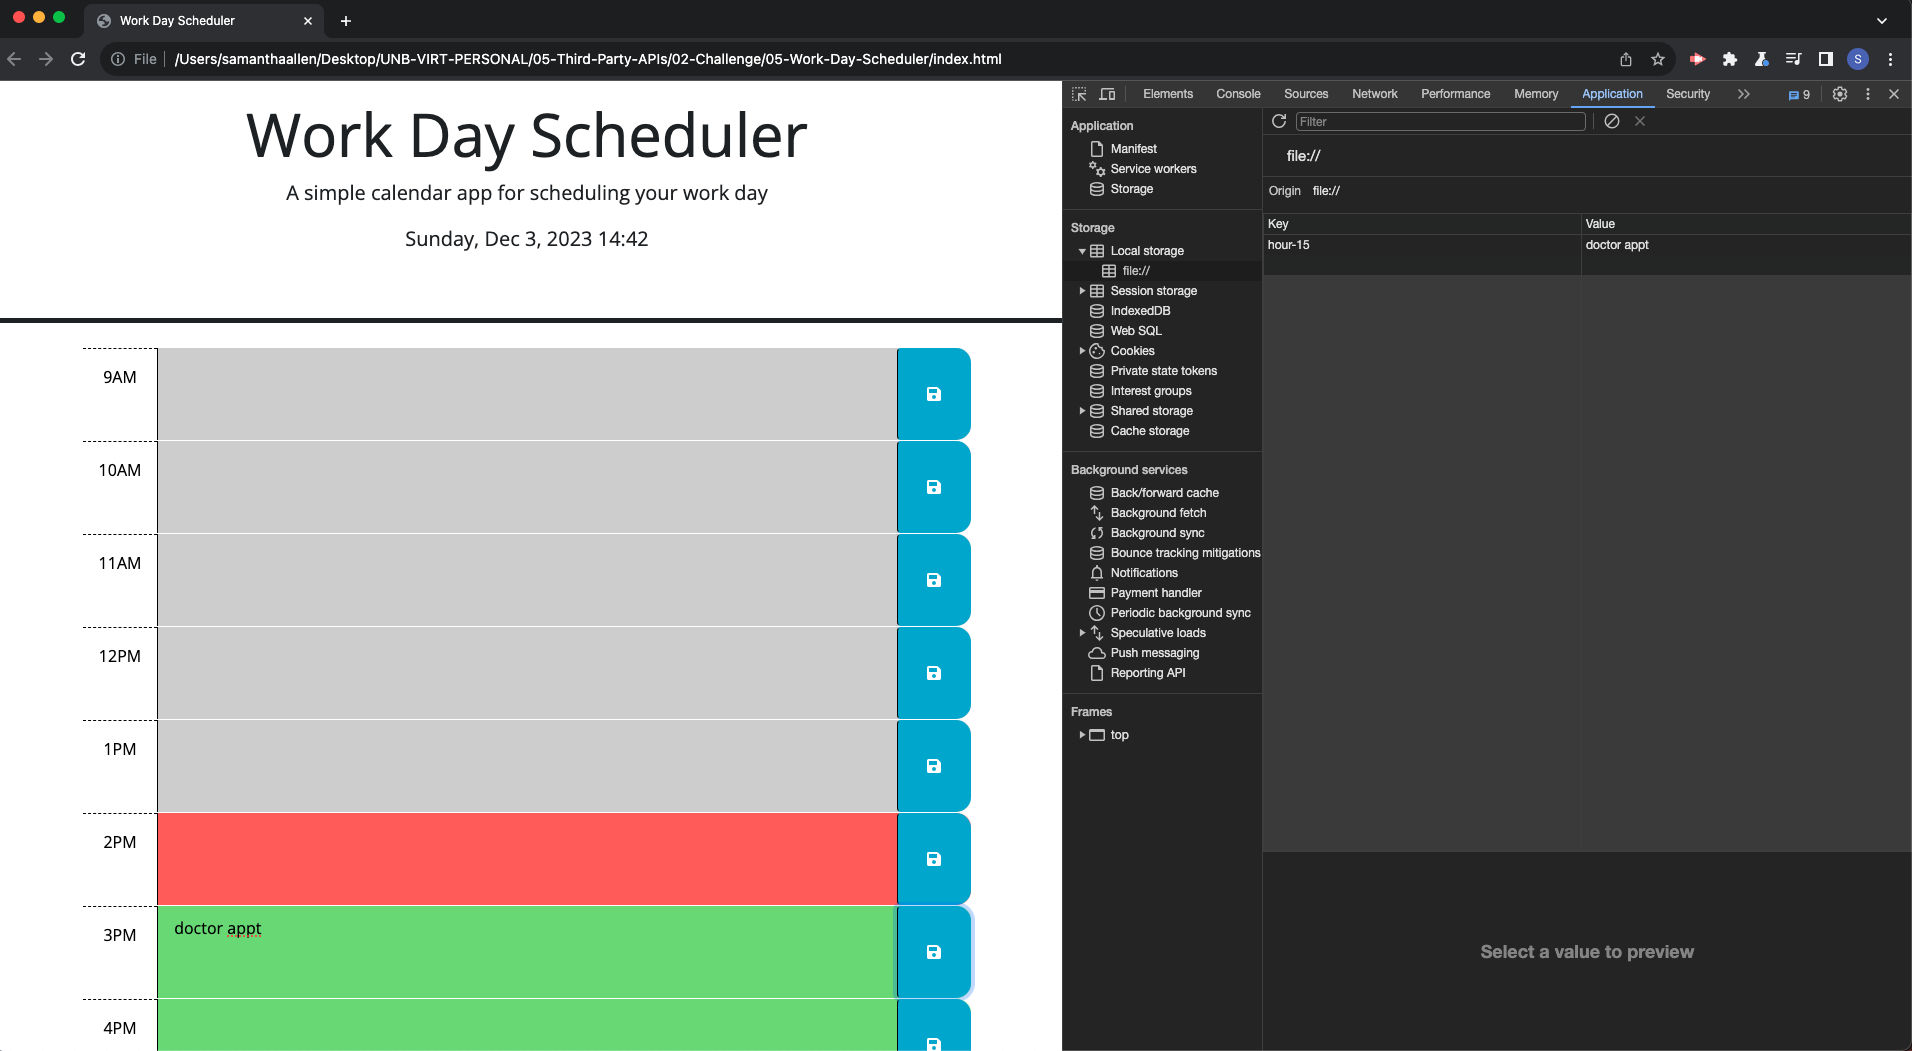 Work Day Scheduler
File
/Users/samanthaallen/Desktop/UNB-VIRT-PERSONAL/05-Third-Party-APIs/02-Challenge/05-Work-Day-Scheduler/index.html
S
Work Day Scheduler
A simple calendar app for scheduling your work day
Sunday, Dec 3, 2023 14:42
9AM
10AM
11AM
12PM
1PM
2PM
3PM doctor appt
4PM
Elements Console Sources Network Performance Memory Application Security 9
Application
Manifest
Service workers
Storage
Storage
Local storage
file://
Session storage
IndexedDB
Web SQL
Cookies
Private state tokens
Interest groups
Shared storage
Cache storage
Background services
Back/forward cache
Background fetch
Background sync
Bounce tracking mitigations
Notifications
Payment handler
Periodic background sync
Speculative loads
Push messaging
Reporting API
Frames
top
Filter
file://
Origin file://
Key Value
hour-15 doctor appt
Select a value to preview